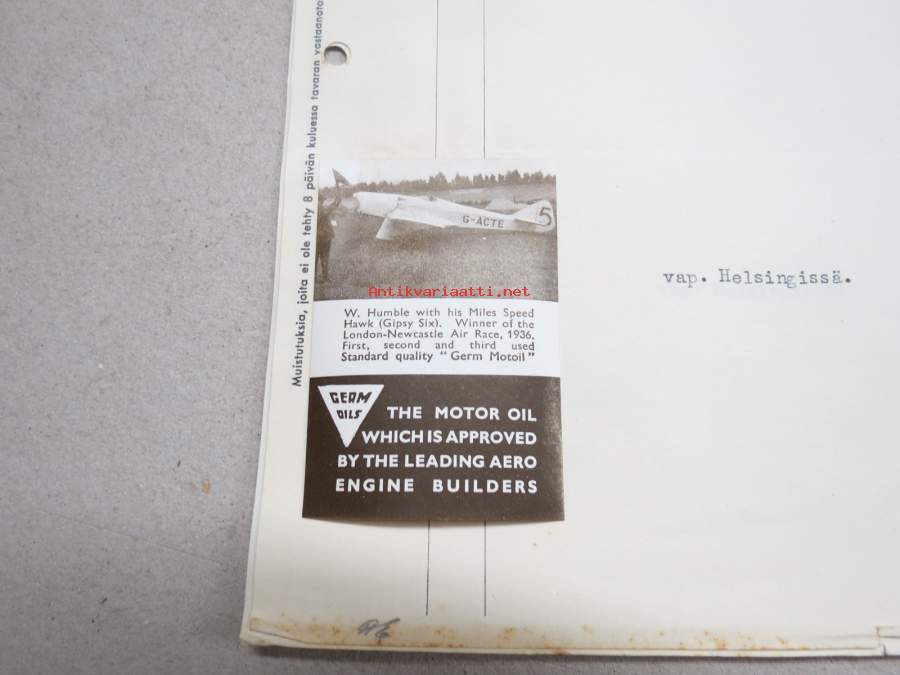 Muistutuksia, joita ei ole tehty 8 päivän kuluessa tavaran vastaanoto
G-ACTE 5
Antikvariaatti.net
W. Humble with his Miles Speed
Hawk (Gipsy Six). Winner of the
London-Newcastle Air Race, 1936.
First, second and third used
Standard quality "Germ Motoil"
GERM
OILS
THE MOTOR OIL
WHICH IS APPROVED
BY THE LEADING AERO
ENGINE BUILDERS
vap. Helsingissä.